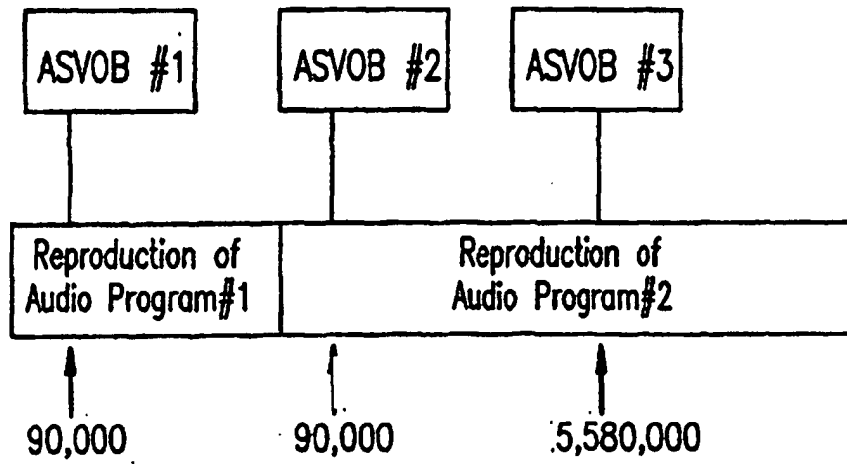 ASVOB #1
ASVOB #2
ASVOB #3
Reproduction of
Audio Program#1
Reproduction of
Audio Program#2
90,000
90,000
5,580,000